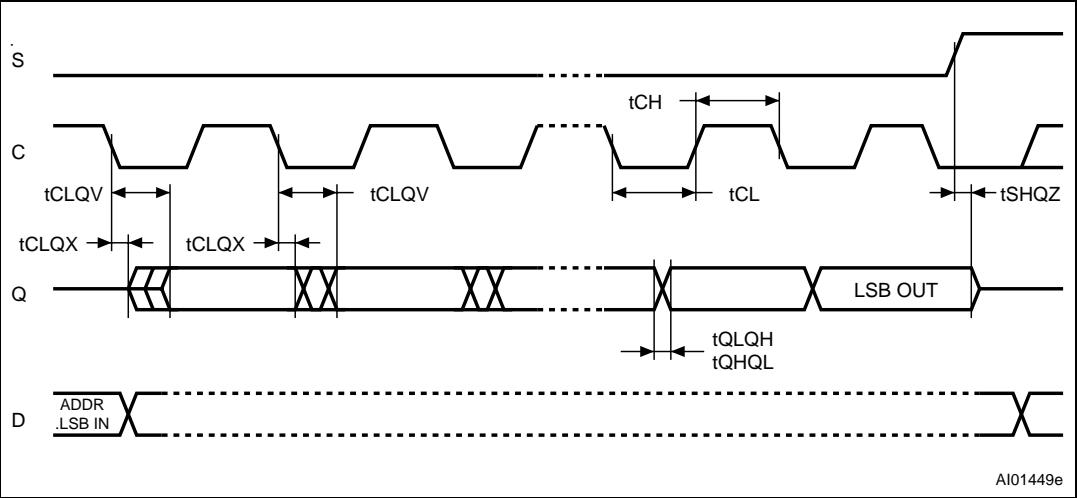 S
tCH
C
tCLQV
tCLQV
tCL
tSHQZ
tCLQX
tCLQX
Q
LSB OUT
tQLQH
tQHQL
D
ADDR
.LSB IN
AI01449e